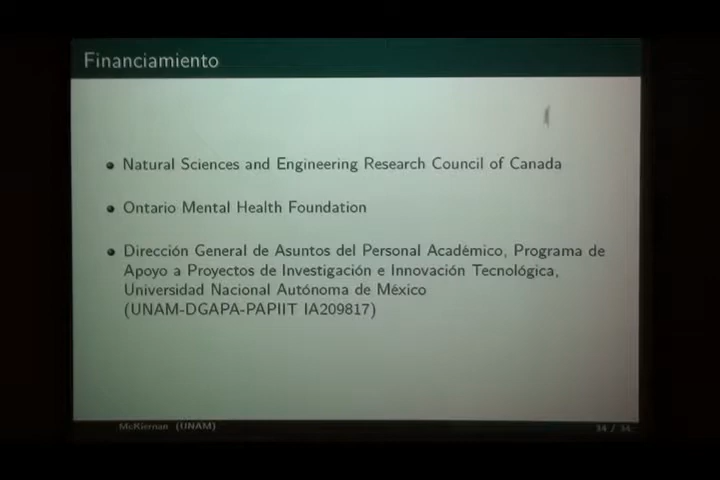 Financiamiento
Natural Sciences and Engineering Research Council of Canada
Ontario Mental Health Foundation
Dirección General de Asuntos del Personal Académico, Programa de
Apoyo a Proyectos de Investigación e Innovación Tecnológica,
Universidad Nacional Autónoma de México
(UNAM-DGAPA-PAPIIT IA209817)
McKiernan (UNAM)
34 / 34